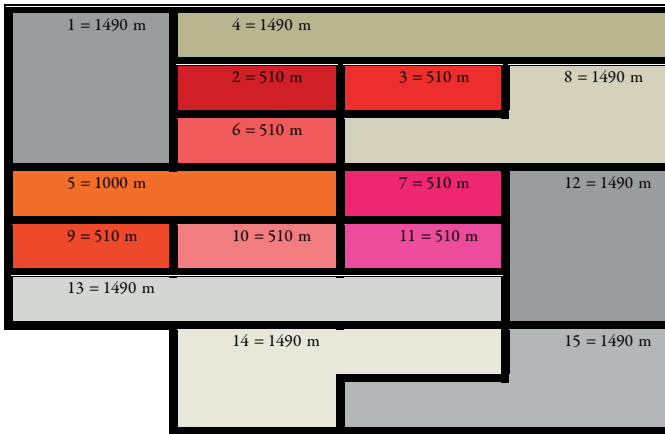 1 = 1490 m
4 = 1490 m
2 = 510 m
3 = 510 m
8 = 1490 m
6 = 510 m
5 = 1000 m
7 = 510 m
12 = 1490 m
9 = 510 m
10 = 510 m
11 = 510 m
13 = 1490 m
14 = 1490 m
15 = 1490 m